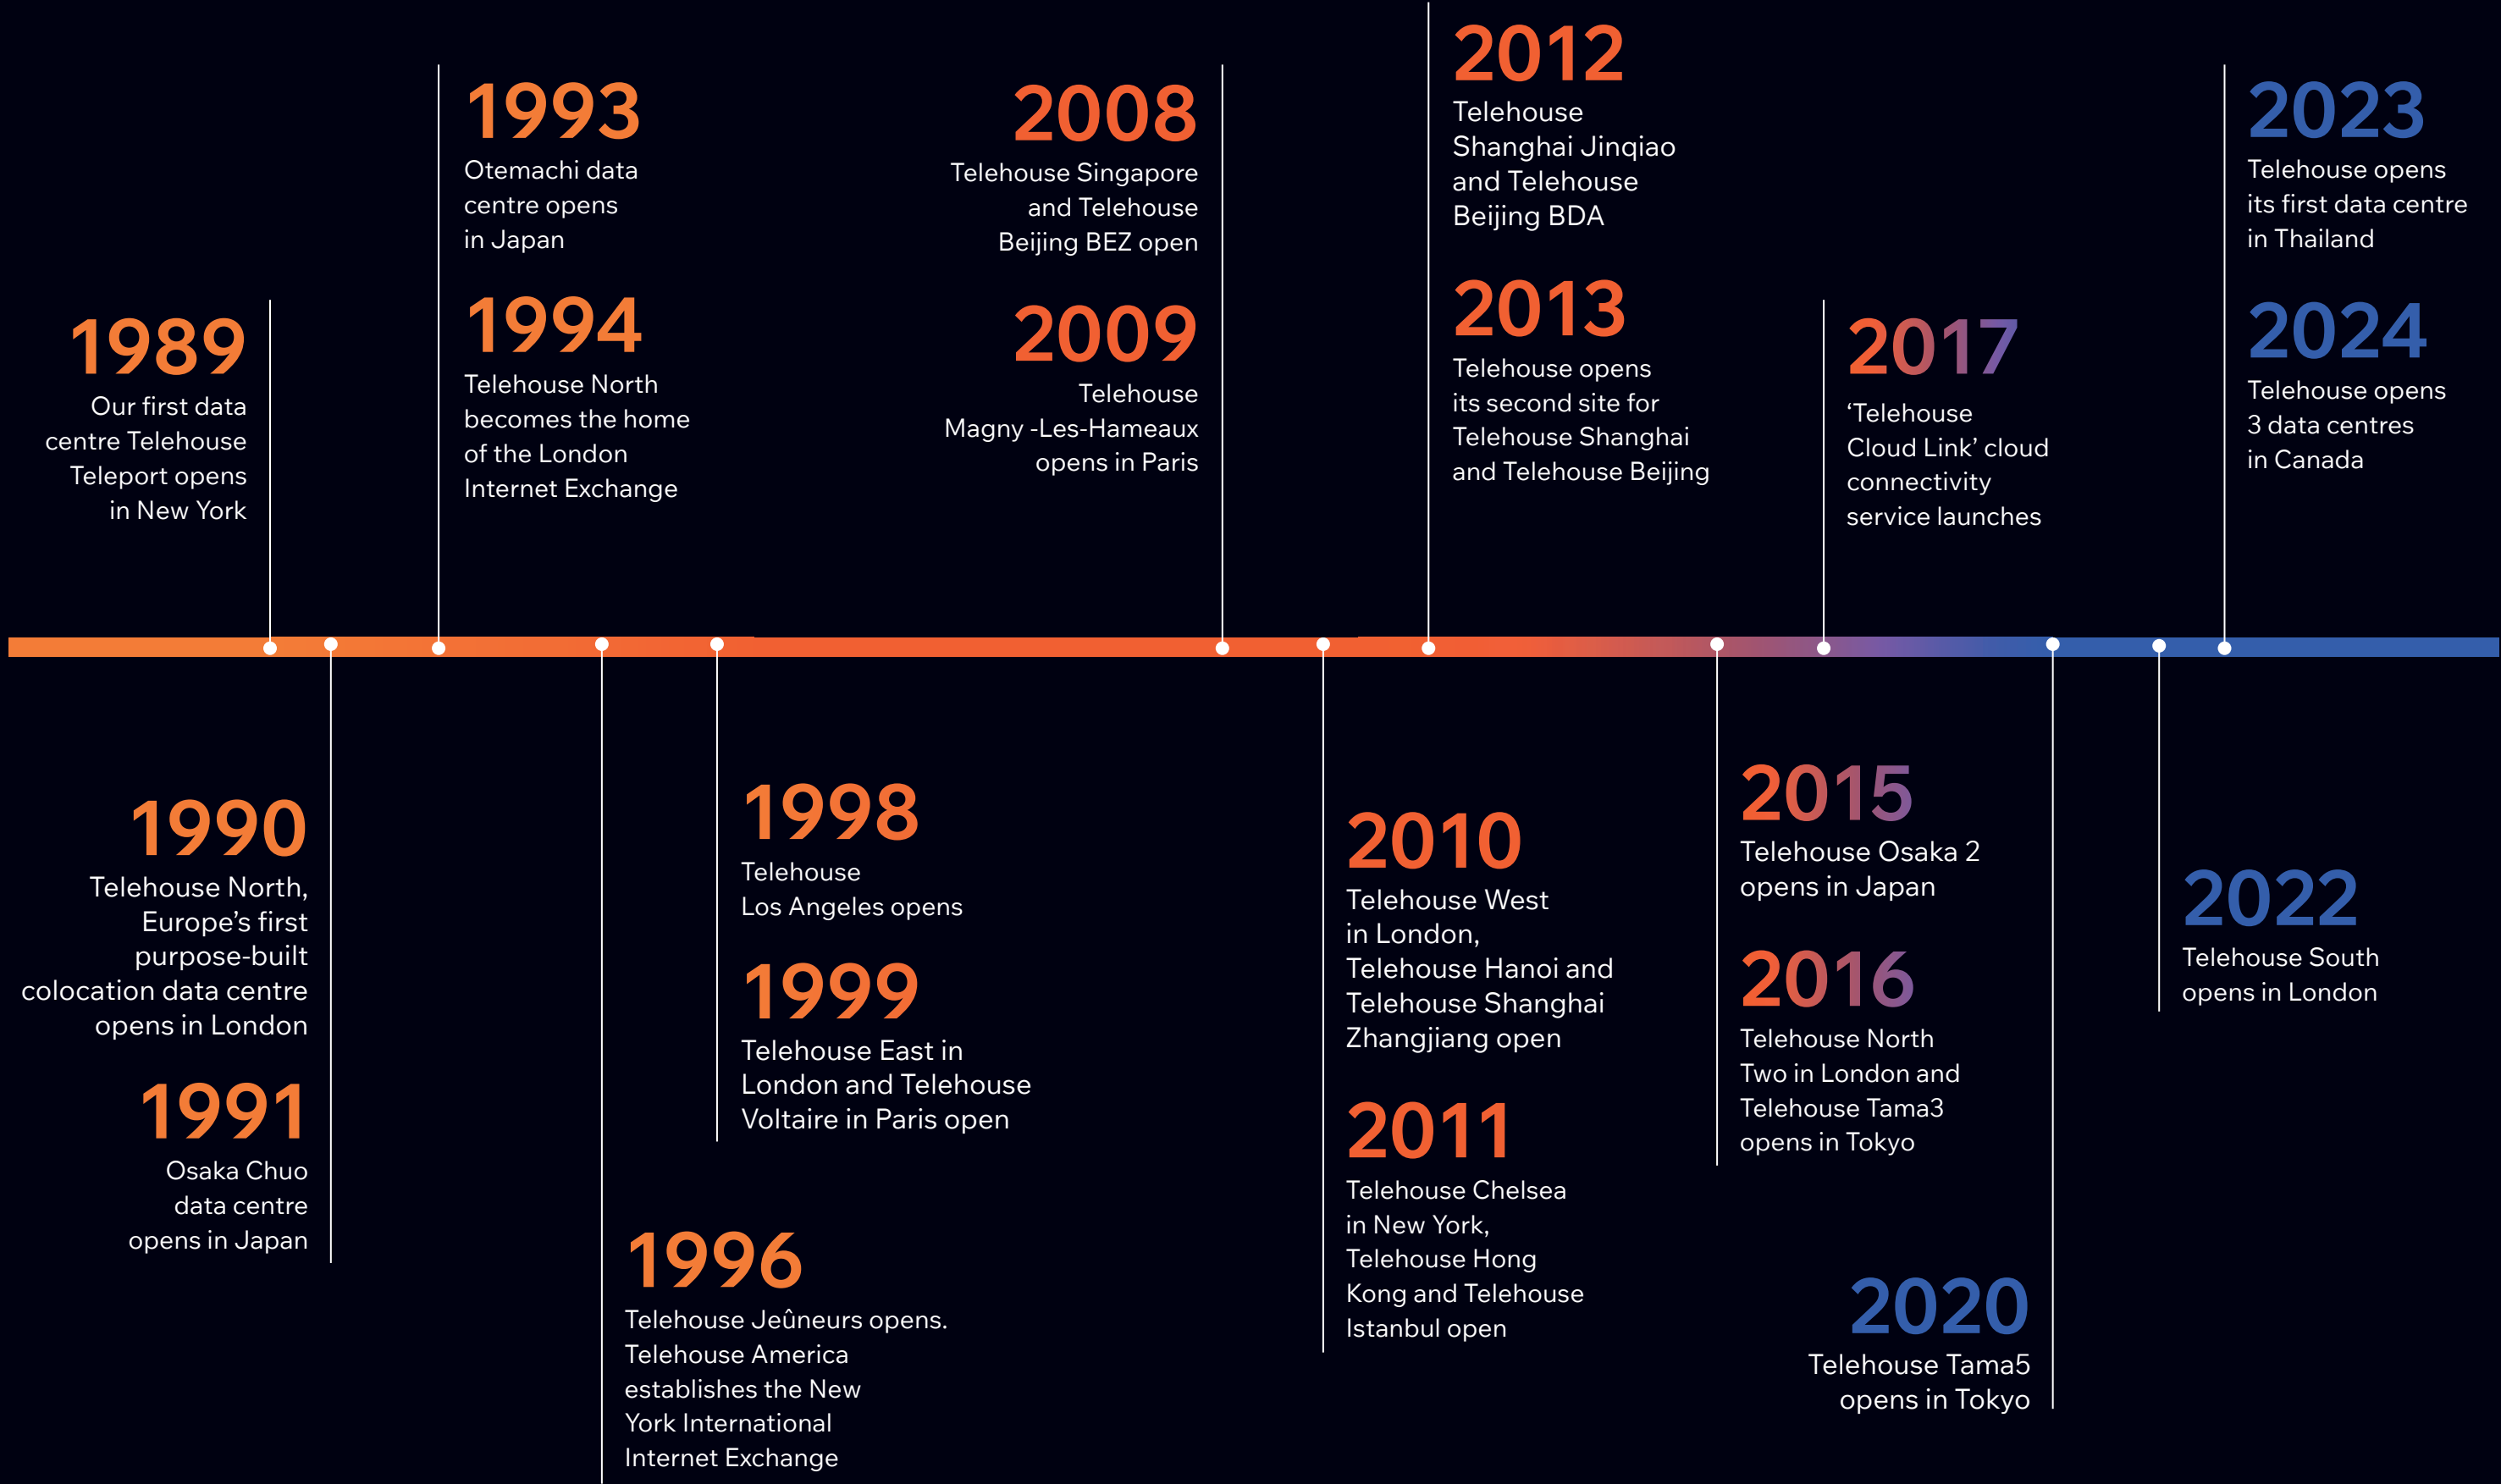 1989
Our first data
centre Telehouse
Teleport opens
in New York
1990
Telehouse North,
Europe’s first
purpose-built
colocation data centre
opens in London
1991
Osaka Chuo
data centre
opens in Japan
1993
Otemachi data
centre opens
in Japan
1994
Telehouse North
becomes the home
of the London
Internet Exchange
1996
Telehouse Jeûneurs opens.
Telehouse America
establishes the New
York International
Internet Exchange
1998
Telehouse
Los Angeles opens
1999
Telehouse East in
London and Telehouse
Voltaire in Paris open
2008
Telehouse Singapore
and Telehouse
Beijing BEZ open
2009
Telehouse
Magny -Les-Hameaux
opens in Paris
2010
Telehouse West
in London,
Telehouse Hanoi and
Telehouse Shanghai
Zhangjiang open
2011
Telehouse Chelsea
in New York,
Telehouse Hong
Kong and Telehouse
Istanbul open
2012
Telehouse
Shanghai Jinqiao
and Telehouse
Beijing BDA
2013
Telehouse opens
its second site for
Telehouse Shanghai
and Telehouse Beijing
2015
Telehouse Osaka 2
opens in Japan
2016
Telehouse North
Two in London and
Telehouse Tama3
opens in Tokyo
2017
‘Telehouse
Cloud Link’ cloud
connectivity
service launches
2020
Telehouse Tama5
opens in Tokyo
2022
Telehouse South
opens in London
2023
Telehouse opens
its first data centre
in Thailand
2024
Telehouse opens
3 data centres
in Canada